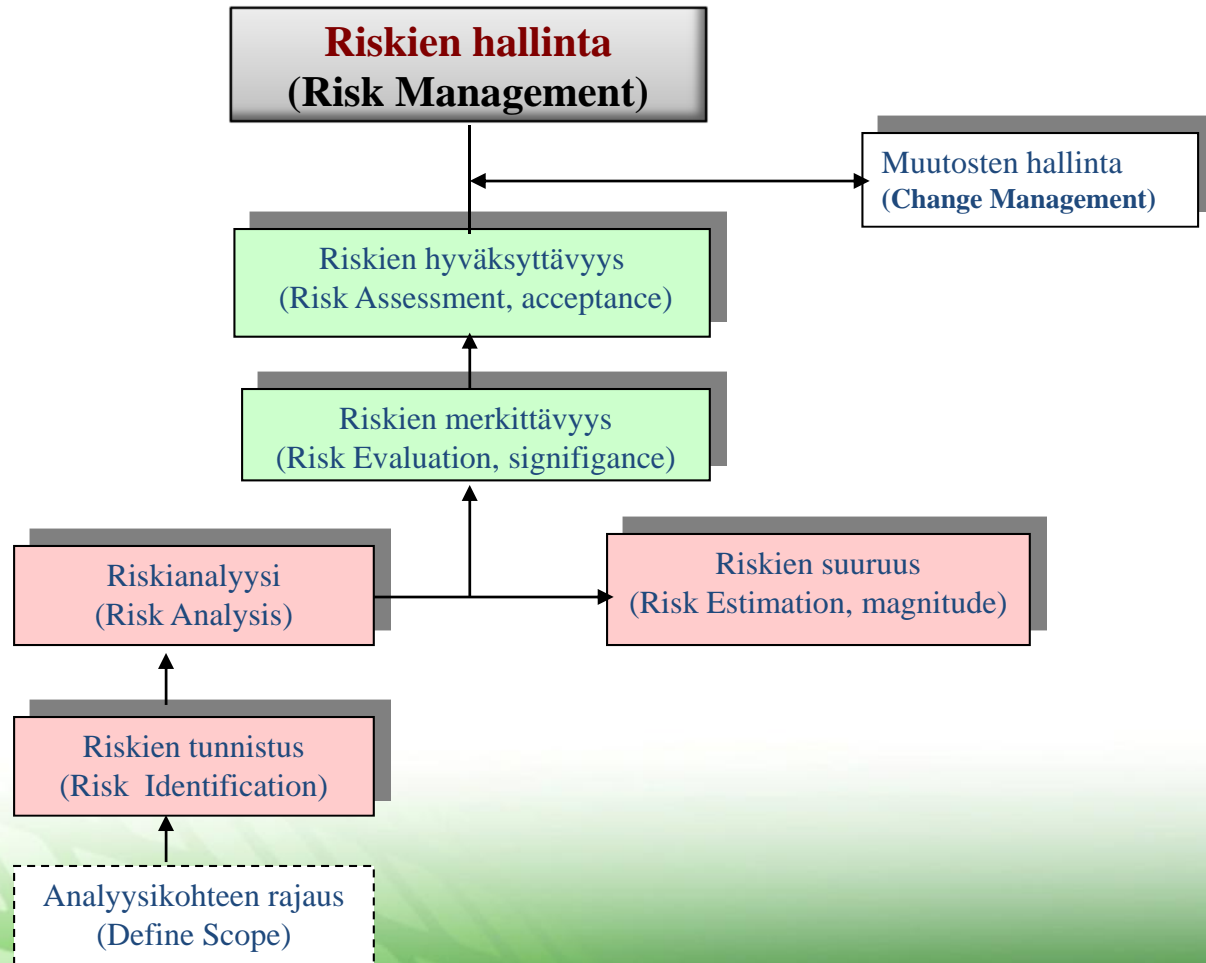 Riskien hallinta
(Risk Management)
Muutosten hallinta
(Change Management)
Riskien hyväksyttävyys
(Risk Assessment, acceptance)
Riskien merkittävyys
(Risk Evaluation, signifigance)
Riskianalyysi
(Risk Analysis)
Riskien suuruus
(Risk Estimation, magnitude)
Riskien tunnistus
(Risk Identification)
Analyysikohteen rajaus
(Define Scope)